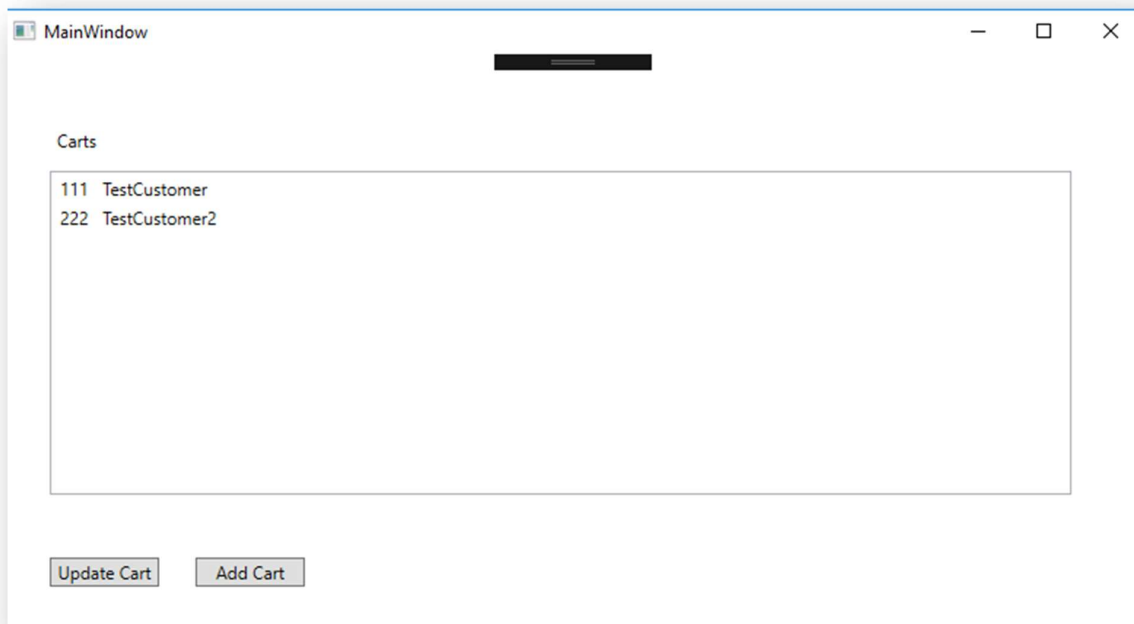 MainWindow
Carts
111 TestCustomer
222 TestCustomer2
Update Cart Add Cart